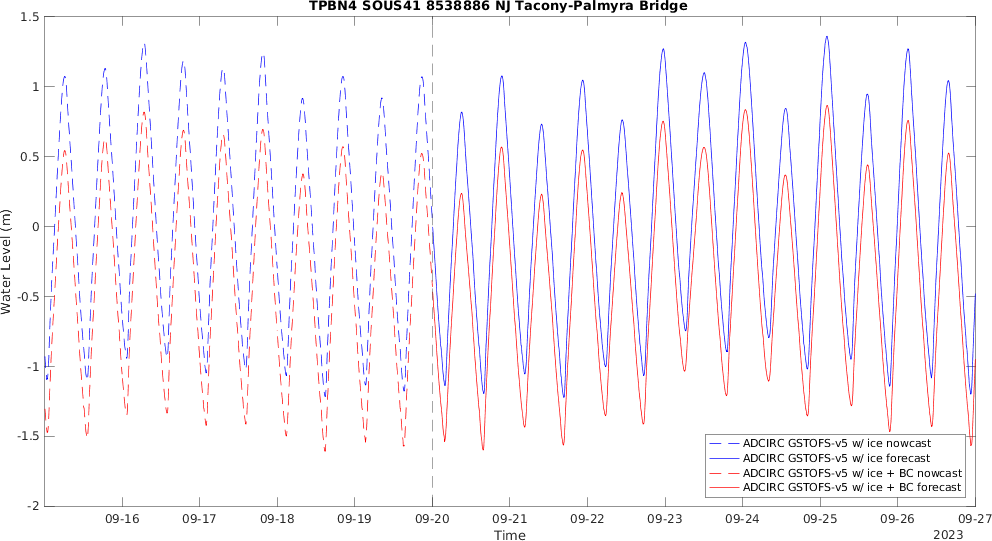 TPBN4 SOUS41 8538886 NJ Tacony-Palmyra Bridge
Water Level (m)
1.5
1
0.5
0
-0.5
-1
-1.5
-2
ADCIRC GSTOFS-v5 w/ ice nowcast
ADCIRC GSTOFS-v5 w/ ice forecast
ADCIRC GSTOFS-v5 w/ ice + BC nowcast
ADCIRC GSTOFS-v5 w/ ice + BC forecast
09-16 09-17 09-18 09-19 09-20 09-21 09-22 09-23 09-24 09-25 09-26 09-27
Time
2023